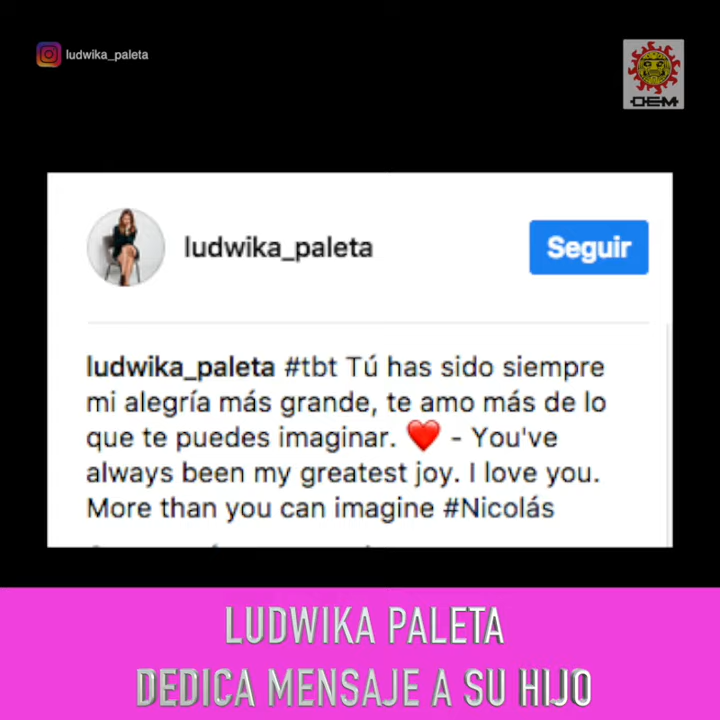 ludwika_paleta
OEM
ludwika_paleta
Seguir
ludwika_paleta #tbt Tú has sido siempre
mi alegría más grande, te amo más de lo
que te puedes imaginar. ❤️ - You've
always been my greatest joy. I love you.
More than you can imagine #Nicolás
LUDWIKA PALETA
DEDICA MENSAJE A SU HIJO